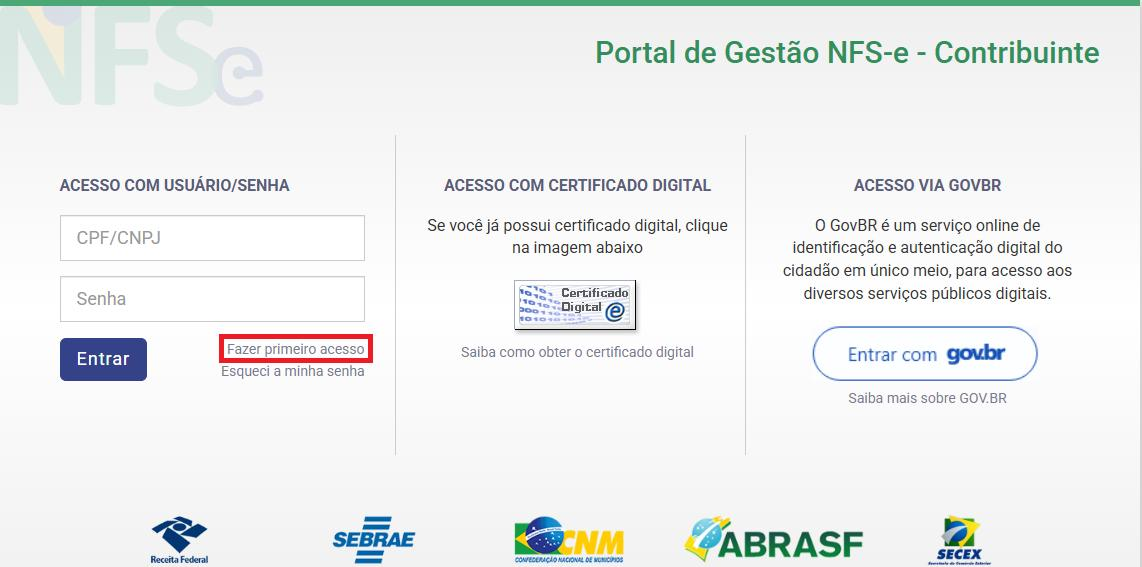 NFSe
Portal de Gestão NFS-e - Contribuinte
ACESSO COM USUÁRIO/SENHA
CPF/CNPJ
Senha
Entrar
Fazer primeiro acesso
Esqueci a minha senha
ACESSO COM CERTIFICADO DIGITAL
Se você já possui certificado digital, clique
na imagem abaixo
Certificado
Digital e
Saiba como obter o certificado digital
ACESSO VIA GOVBR
O GovBR é um serviço online de
identificação e autenticação digital do
cidadão em único meio, para acesso aos
diversos serviços públicos digitais.
Entrar com gov.br
Saiba mais sobre GOV.BR
Receita Federal
SEBRAE
CNM
CONFEDERAÇÃO NACIONAL DE MUNICÍPIOS
ABRASF
SECEX
Secretaria de Comércio Exterior